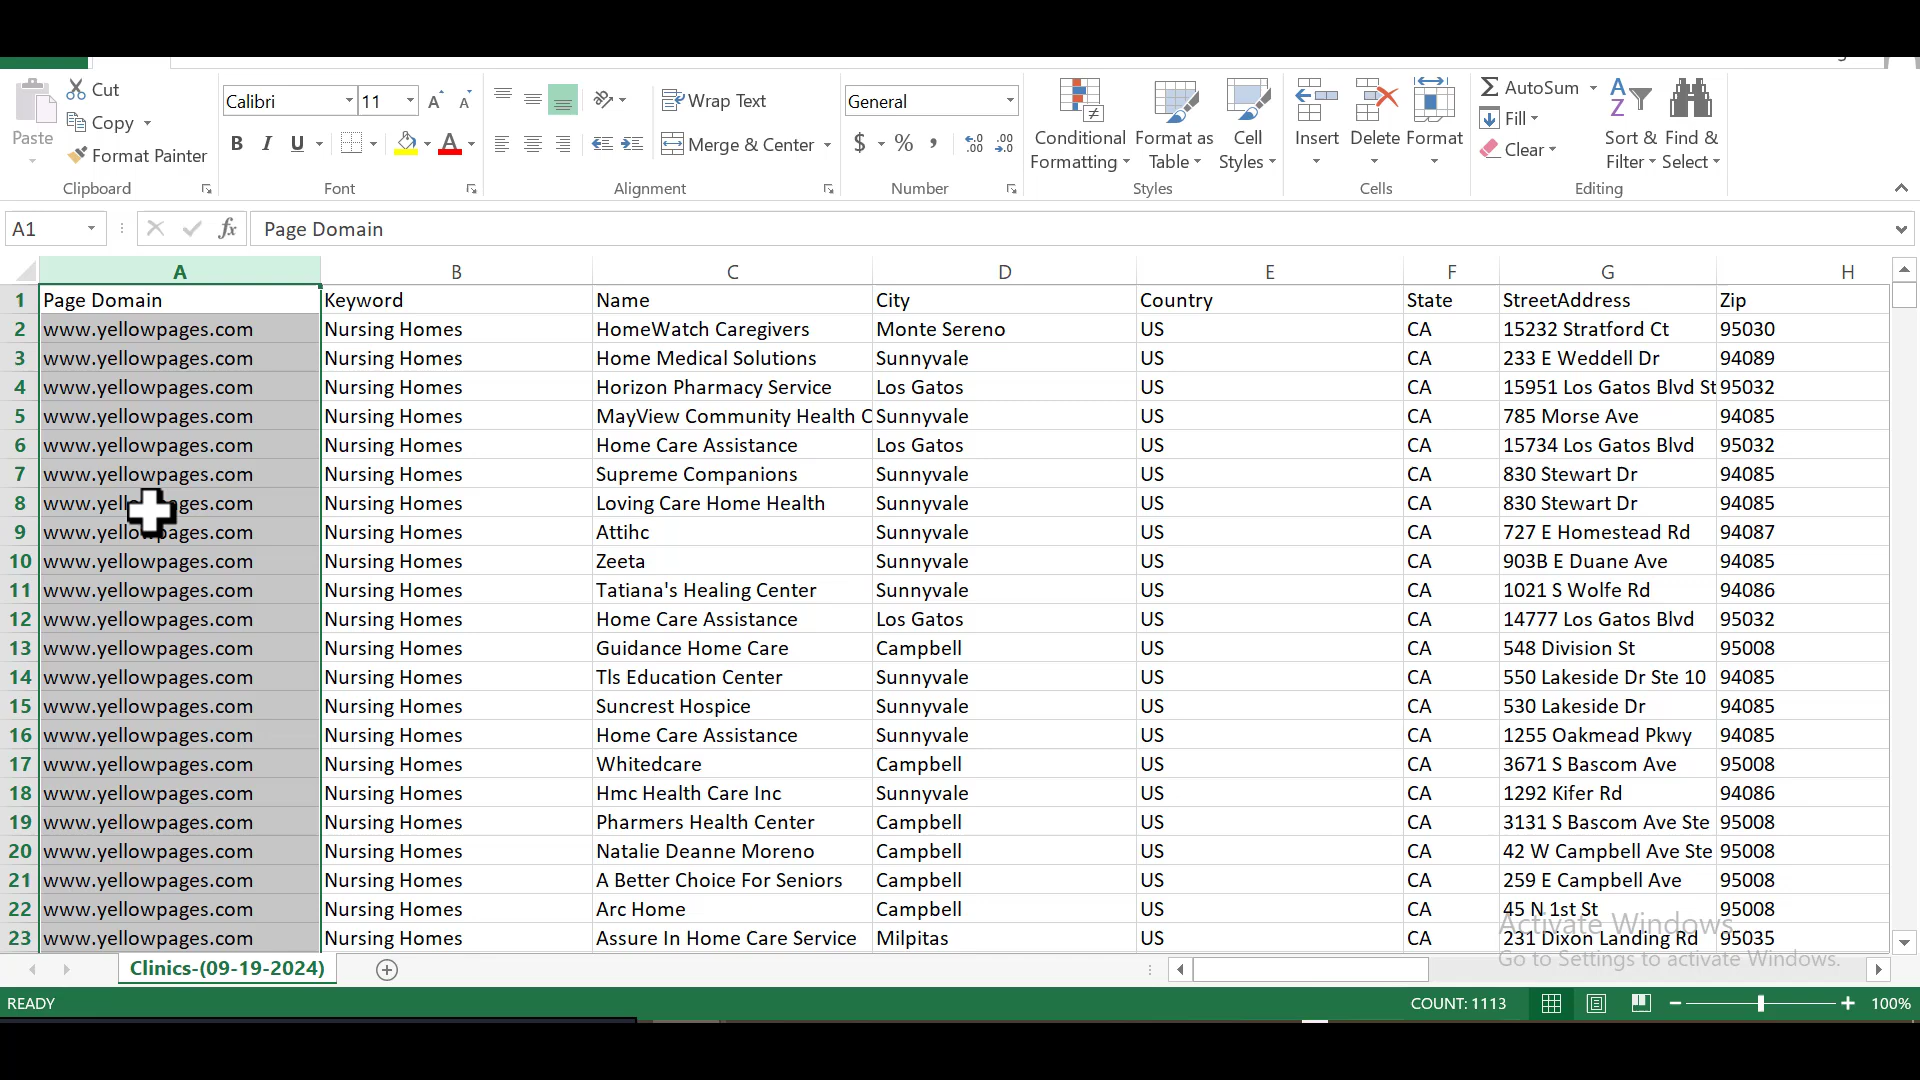 Cut
Copy
Paste
Format Painter
Clipboard
Calibri 11
B I U
Font
Wrap Text
Merge & Center
Alignment
General
$ % ,
Number
Conditional Formatting
Format as Table
Cell Styles
Styles
Insert
Delete
Format
Cells
AutoSum
Fill
Clear
Sort & Filter
Find & Select
Editing
A1 fx Page Domain
A B C D E F G H
1 Page Domain Keyword Name City Country State StreetAddress Zip
2 www.yellowpages.com Nursing Homes HomeWatch Caregivers Monte Sereno US CA 15232 Stratford Ct 95030
3 www.yellowpages.com Nursing Homes Home Medical Solutions Sunnyvale US CA 233 E Weddell Dr 94089
4 www.yellowpages.com Nursing Homes Horizon Pharmacy Service Los Gatos US CA 15951 Los Gatos Blvd St 95032
5 www.yellowpages.com Nursing Homes MayView Community Health C Sunnyvale US CA 785 Morse Ave 94085
6 www.yellowpages.com Nursing Homes Home Care Assistance Los Gatos US CA 15734 Los Gatos Blvd 95032
7 www.yellowpages.com Nursing Homes Supreme Companions Sunnyvale US CA 830 Stewart Dr 94085
8 www.yellowpages.com Nursing Homes Loving Care Home Health Sunnyvale US CA 830 Stewart Dr 94085
9 www.yellowpages.com Nursing Homes Attihc Sunnyvale US CA 727 E Homestead Rd 94087
10 www.yellowpages.com Nursing Homes Zeeta Sunnyvale US CA 903B E Duane Ave 94085
11 www.yellowpages.com Nursing Homes Tatiana's Healing Center Sunnyvale US CA 1021 S Wolfe Rd 94086
12 www.yellowpages.com Nursing Homes Home Care Assistance Los Gatos US CA 14777 Los Gatos Blvd 95032
13 www.yellowpages.com Nursing Homes Guidance Home Care Campbell US CA 548 Division St 95008
14 www.yellowpages.com Nursing Homes Tls Education Center Sunnyvale US CA 550 Lakeside Dr Ste 10 94085
15 www.yellowpages.com Nursing Homes Suncrest Hospice Sunnyvale US CA 530 Lakeside Dr 94085
16 www.yellowpages.com Nursing Homes Home Care Assistance Sunnyvale US CA 1255 Oakmead Pkwy 94085
17 www.yellowpages.com Nursing Homes Whitedcare Campbell US CA 3671 S Bascom Ave 95008
18 www.yellowpages.com Nursing Homes Hmc Health Care Inc Sunnyvale US CA 1292 Kifer Rd 94086
19 www.yellowpages.com Nursing Homes Pharmers Health Center Campbell US CA 3131 S Bascom Ave Ste 95008
20 www.yellowpages.com Nursing Homes Natalie Deanne Moreno Campbell US CA 42 W Campbell Ave Ste 95008
21 www.yellowpages.com Nursing Homes A Better Choice For Seniors Campbell US CA 259 E Campbell Ave 95008
22 www.yellowpages.com Nursing Homes Arc Home Campbell US CA 45 N 1st St 95008
23 www.yellowpages.com Nursing Homes Assure In Home Care Service Milpitas US CA 231 Dixon Landing Rd 95035
Activate Windows
Go to Settings to activate Windows.
Clinics-(09-19-2024)
READY COUNT: 1113 100%